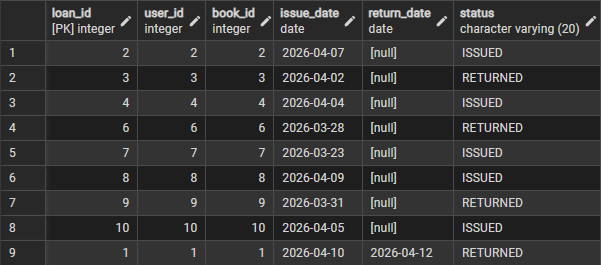 loan_id user_id book_id issue_date return_date status
[PK] integer integer integer date date character varying (20)
1 2 2 2 2026-04-07 [null] ISSUED
2 3 3 3 2026-04-02 [null] RETURNED
3 4 4 4 2026-04-04 [null] ISSUED
4 6 6 6 2026-03-28 [null] RETURNED
5 7 7 7 2026-03-23 [null] ISSUED
6 8 8 8 2026-04-09 [null] ISSUED
7 9 9 9 2026-03-31 [null] RETURNED
8 10 10 10 2026-04-05 [null] ISSUED
9 1 1 1 2026-04-10 2026-04-12 RETURNED